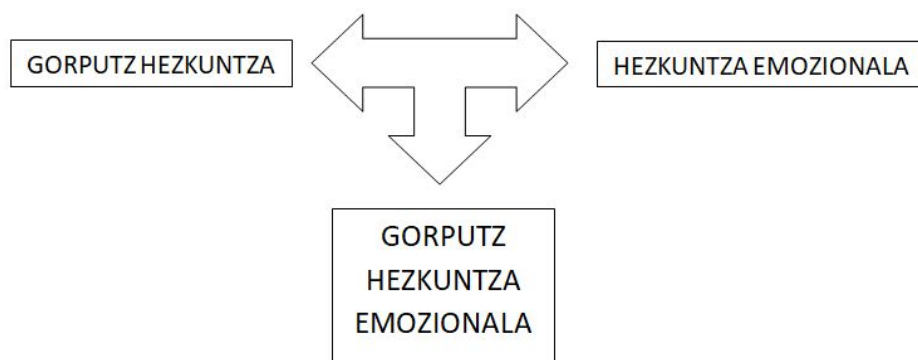 GORPUTZ HEZKUNTZA
HEZKUNTZA EMOZIONALA
GORPUTZ
HEZKUNTZA
EMOZIONALA